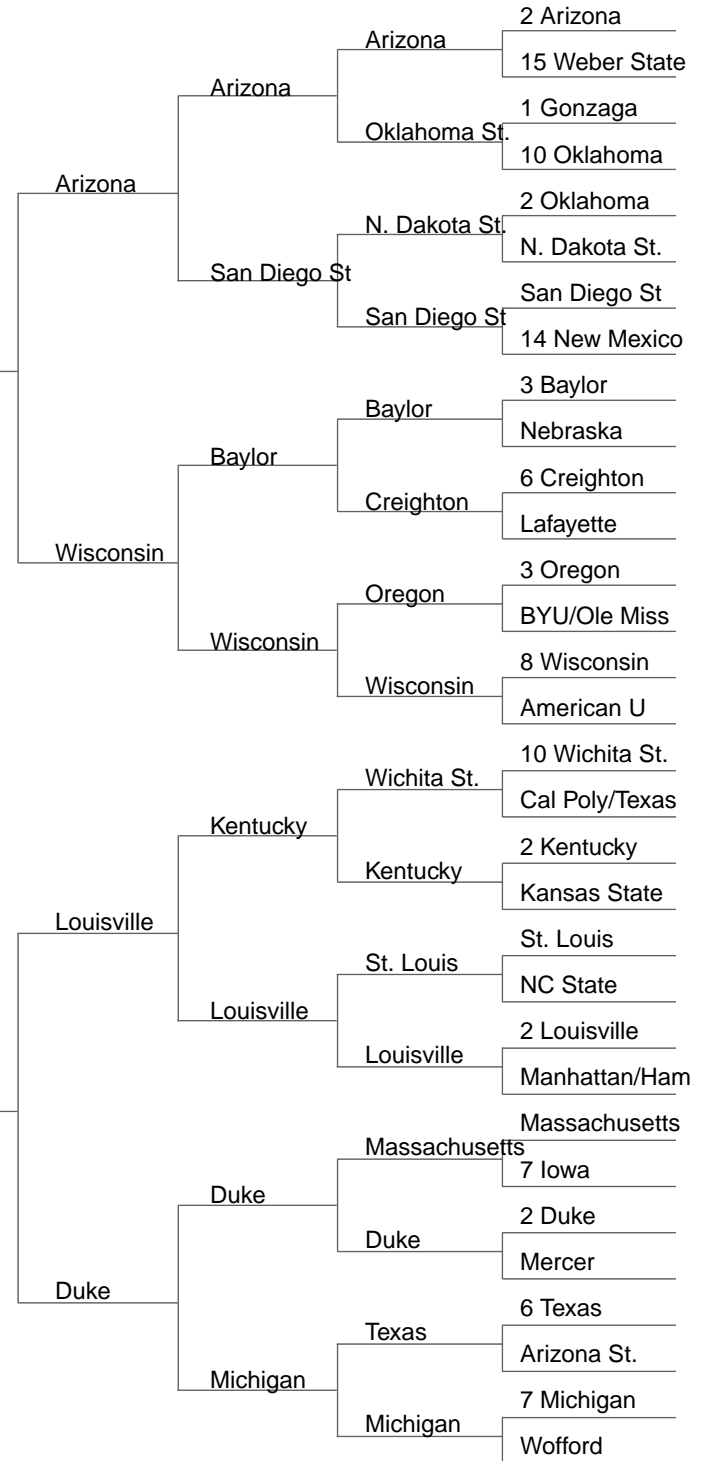 2 Arizona
Arizona
15 Weber State
Arizona
1 Gonzaga
Oklahoma St.
10 Oklahoma
Arizona
2 Oklahoma
N. Dakota St.
N. Dakota St.
San Diego St
San Diego St
San Diego St
14 New Mexico
3 Baylor
Baylor
Nebraska
Baylor
6 Creighton
Creighton
Lafayette
Wisconsin
3 Oregon
Oregon
BYU/Ole Miss
Wisconsin
8 Wisconsin
Wisconsin
American U
10 Wichita St.
Wichita St.
Cal Poly/Texas
Kentucky
2 Kentucky
Kentucky
Kansas State
Louisville
St. Louis
St. Louis
NC State
Louisville
2 Louisville
Louisville
Manhattan/Ham
Massachusetts
Massachusetts
7 Iowa
Duke
2 Duke
Duke
Mercer
Duke
6 Texas
Texas
Arizona St.
Michigan
7 Michigan
Michigan
Wofford